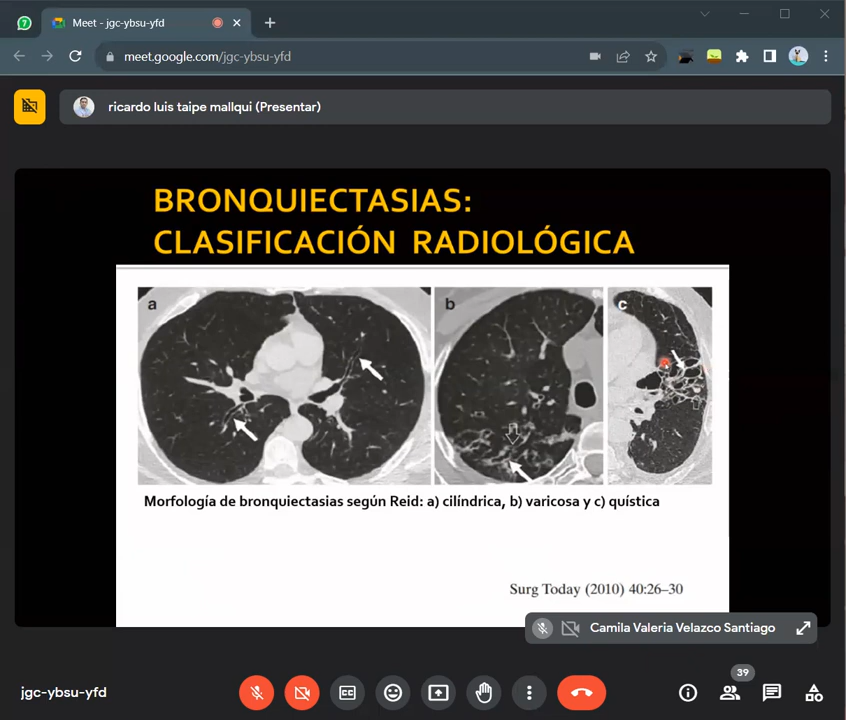 7
Meet - jgc-ybsu-yfd
meet.google.com/jgc-ybsu-yfd
ricardo luis taipe mallqui (Presentar)
BRONQUIECTASIAS:
CLASIFICACIÓN RADIOLÓGICA
a
b
c
Morfología de bronquiectasias según Reid: a) cilíndrica, b) varicosa y c) quística
Surg Today (2010) 40:26–30
Camila Valeria Velazco Santiago
39
jgc-ybsu-yfd
CC